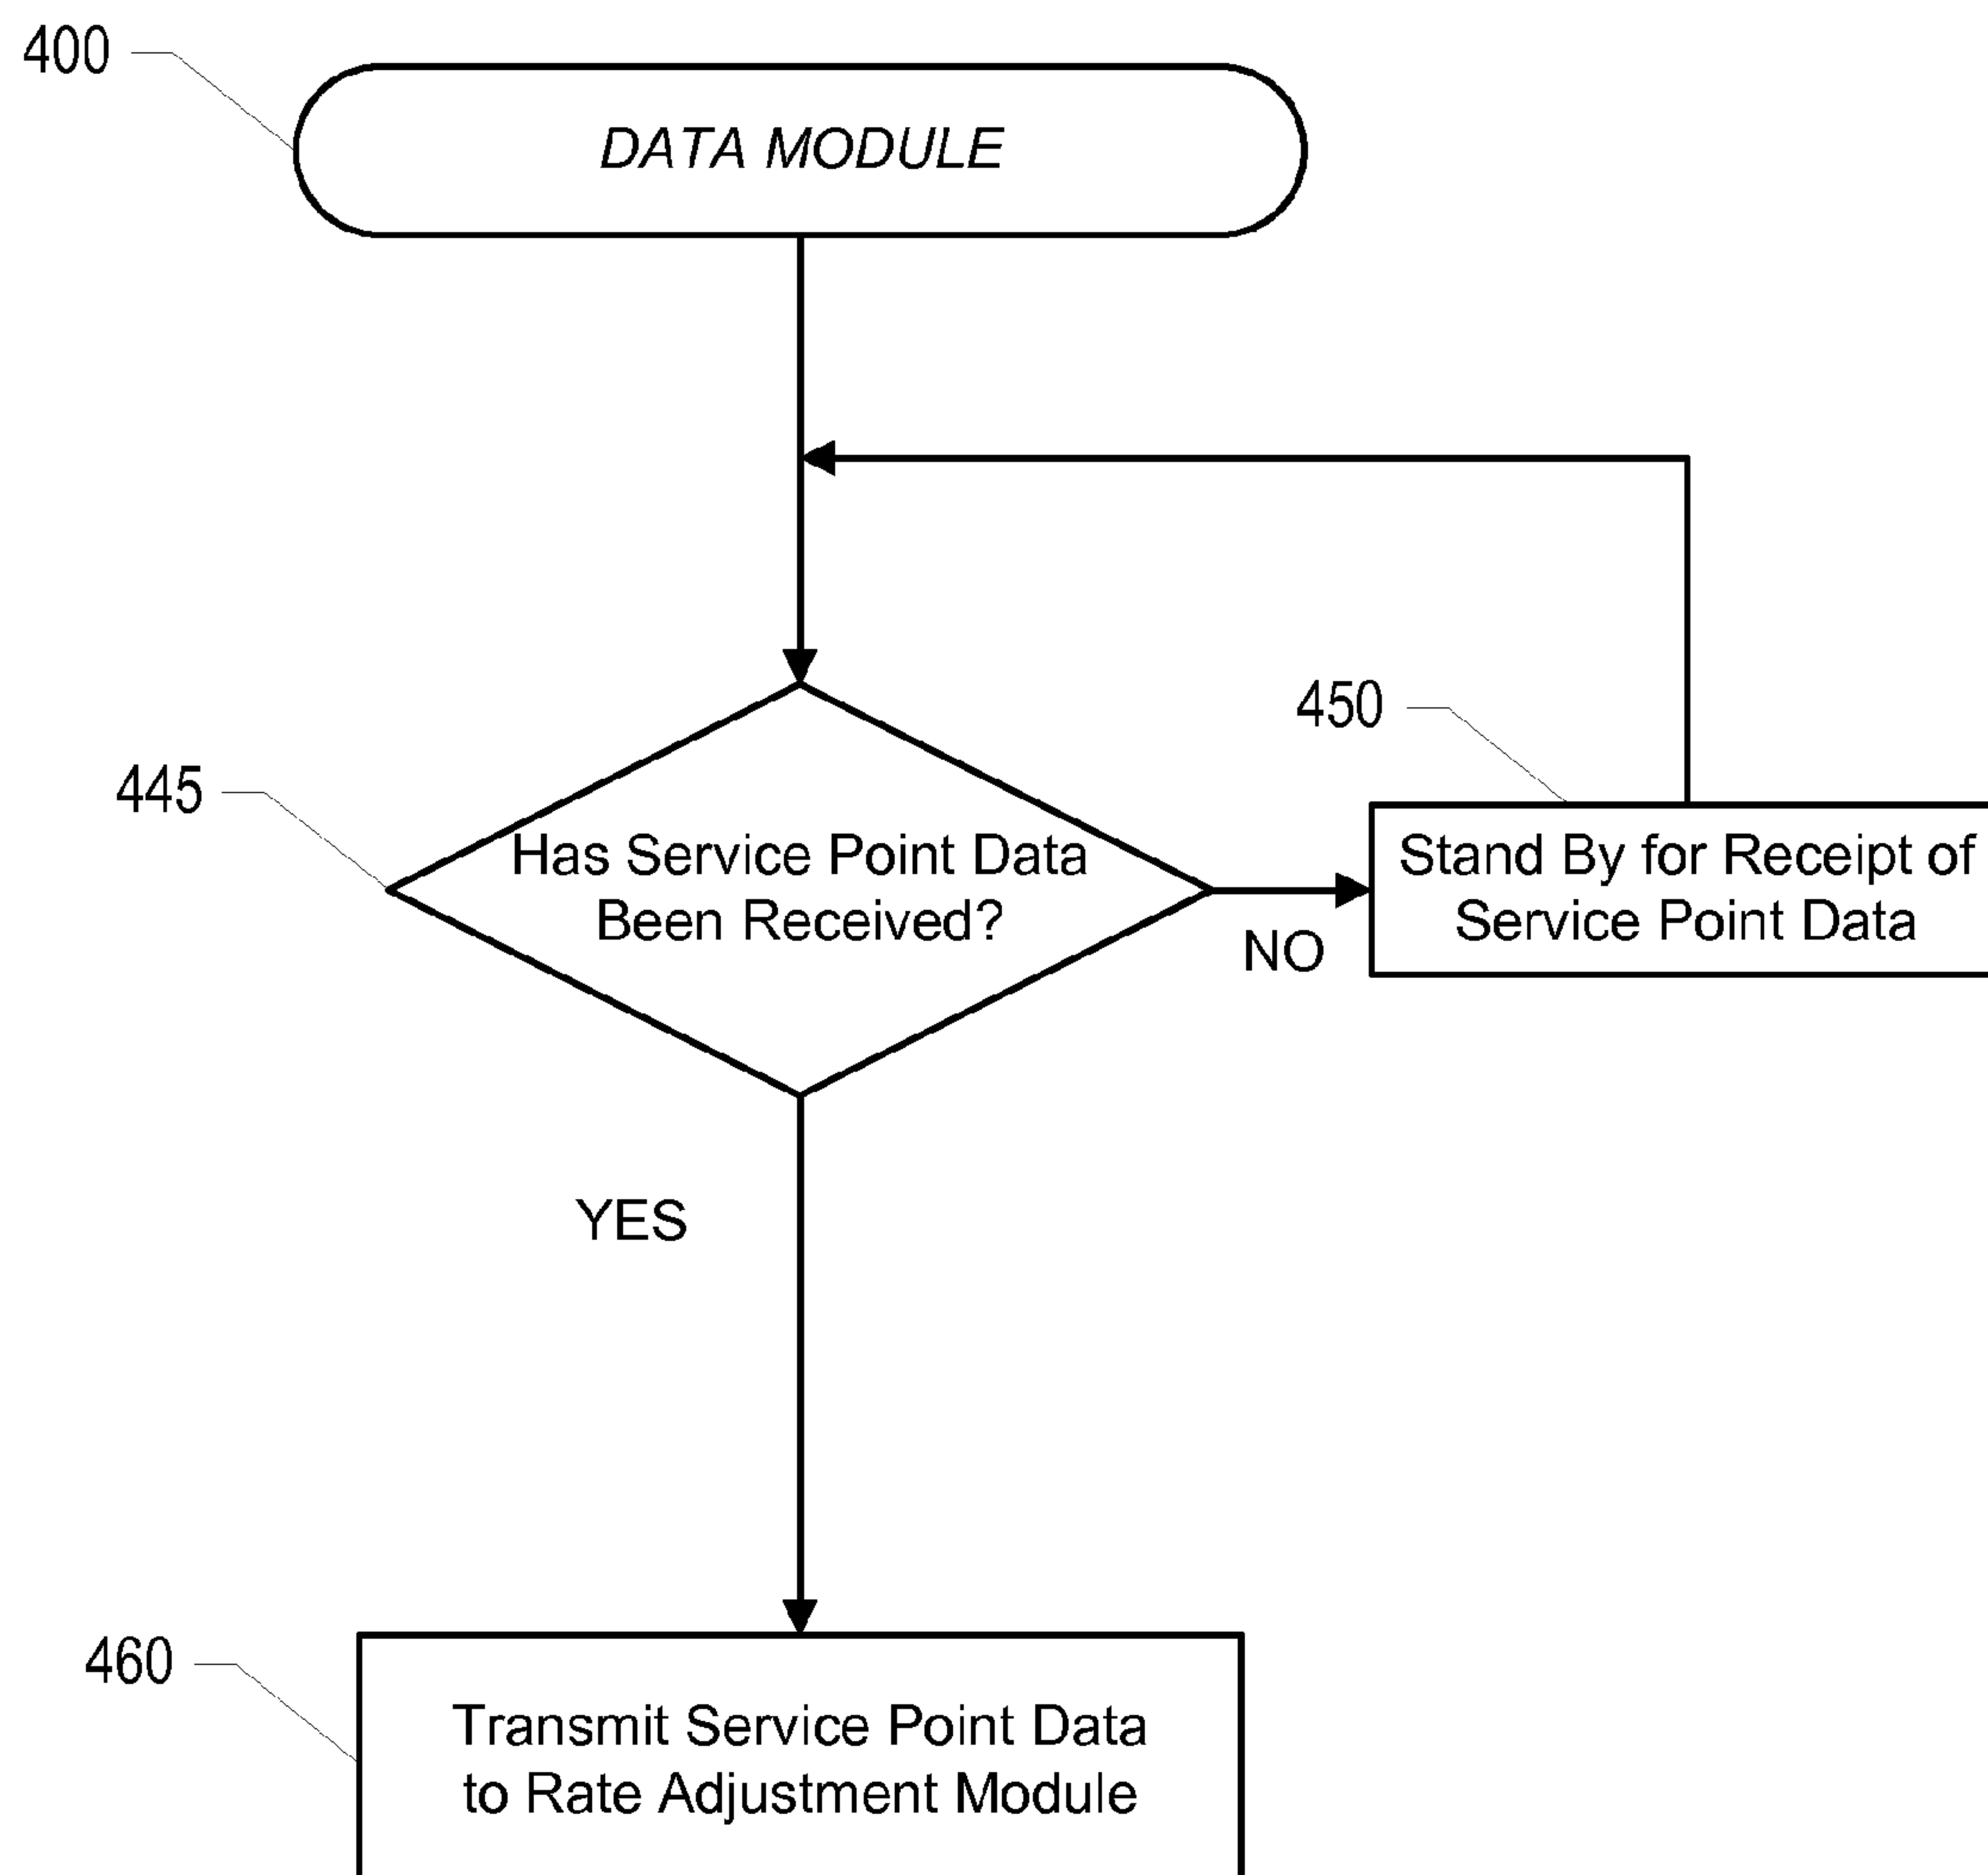 400
DATA MODULE
450
445
Has Service Point Data
Been Received?
Stand By for Receipt of
Service Point Data
NO
YES
460
Transmit Service Point Data
to Rate Adjustment Module